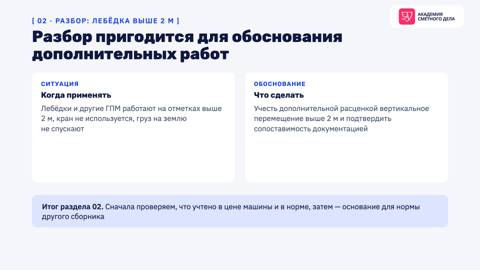 [ 02 · РАЗБОР: ЛЕБЁДКА ВЫШЕ 2 М ]
АКАДЕМИЯ
СМЕТНОГО ДЕЛА
Разбор пригодится для обоснования
дополнительных работ
СИТУАЦИЯ
Когда применять
Лебёдки и другие ГПМ работают на отметках выше
2 м, кран не используется, груз на землю
не спускают
ОБОСНОВАНИЕ
Что сделать
Учесть дополнительной расценкой вертикальное
перемещение выше 2 м и подтвердить
сопоставимость документацией
Итог раздела 02. Сначала проверяем, что учтено в цене машины и в норме, затем — основание для нормы
другого сборника